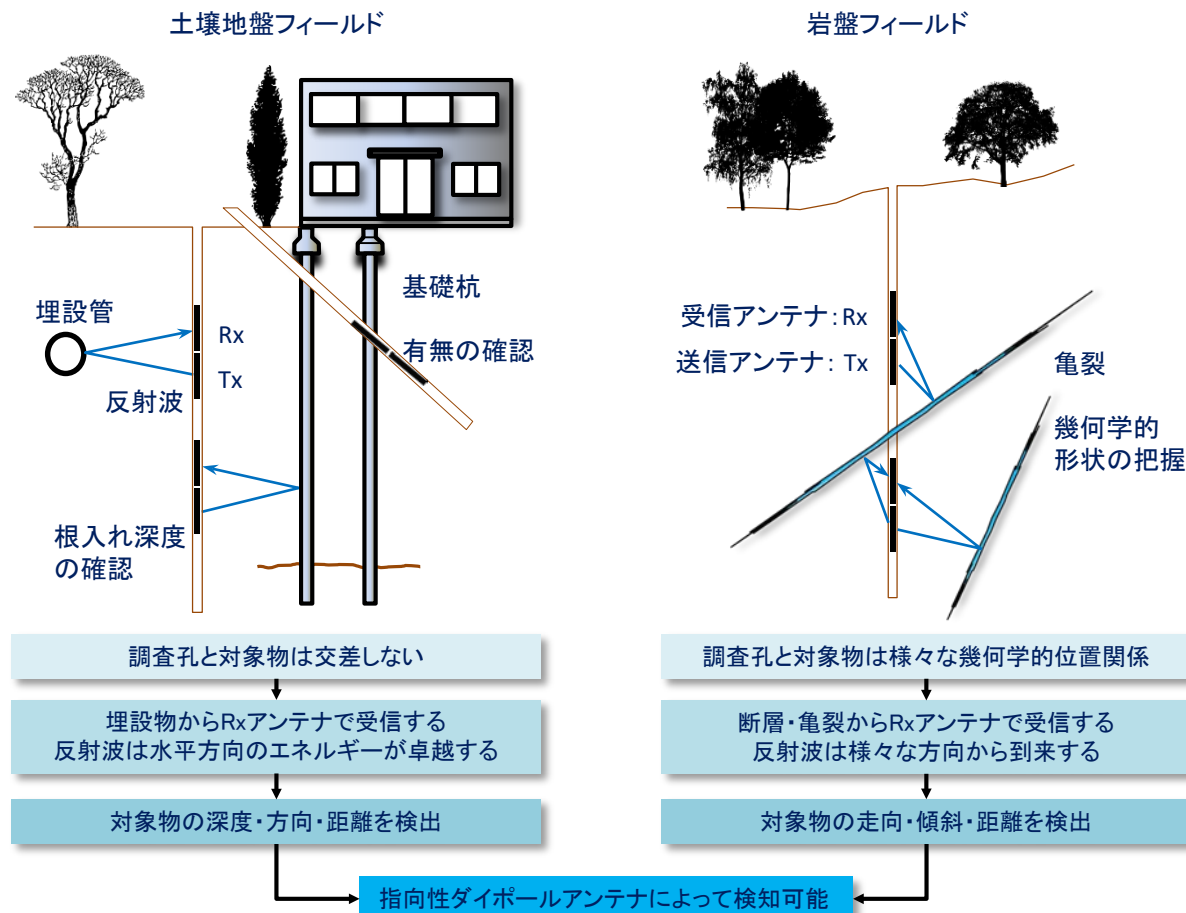 土壌地盤フィールド
岩盤フィールド
埋設管
Rx
Tx
反射波
基礎杭
有無の確認
根入れ深度
の確認
受信アンテナ：Rx
送信アンテナ： Tx
亀裂
幾何学的
形状の把握
調査孔と対象物は交差しない
埋設物からRxアンテナで受信する
反射波は水平方向のエネルギーが卓越する
対象物の深度・方向・距離を検出
調査孔と対象物は様々な幾何学的位置関係
断層・亀裂からRxアンテナで受信する
反射波は様々な方向から到来する
対象物の走向・傾斜・距離を検出
指向性ダイポールアンテナによって検知可能